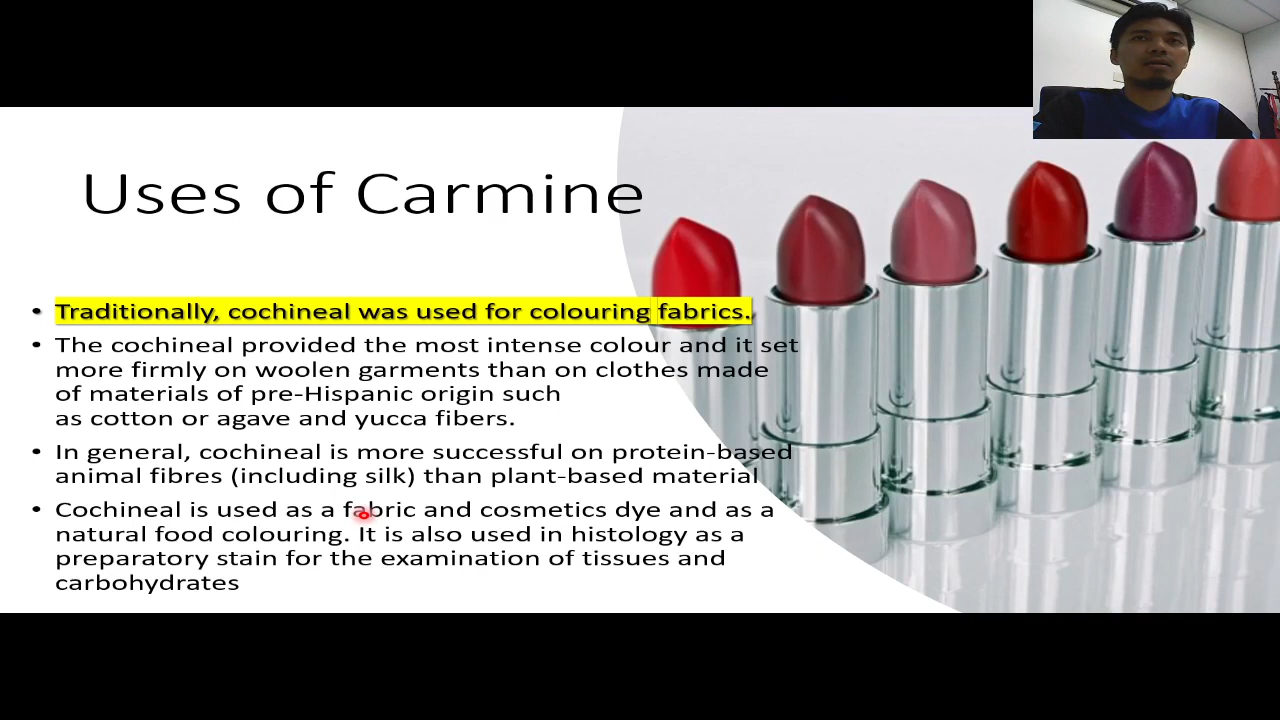 Uses of Carmine
• Traditionally, cochineal was used for colouring fabrics.
• The cochineal provided the most intense colour and it set
more firmly on woolen garments than on clothes made
of materials of pre-Hispanic origin such
as cotton or agave and yucca fibers.
• In general, cochineal is more successful on protein-based
animal fibres (including silk) than plant-based material
• Cochineal is used as a fabric and cosmetics dye and as a
natural food colouring. It is also used in histology as a
preparatory stain for the examination of tissues and
carbohydrates